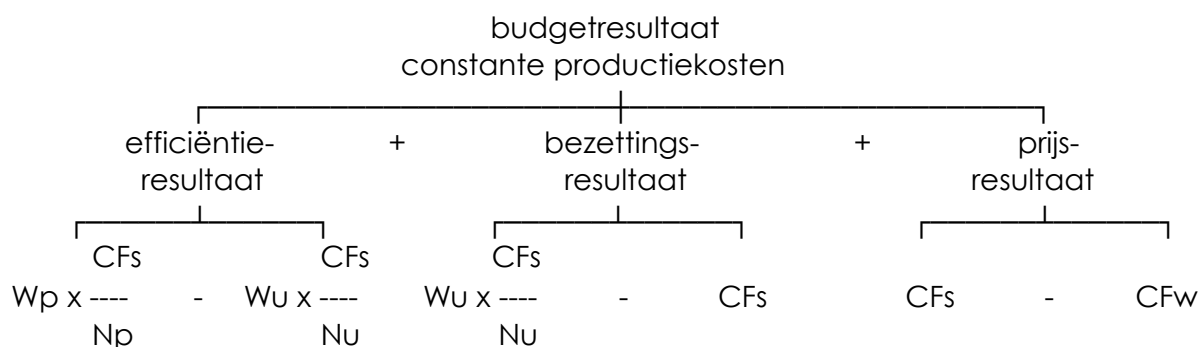 budgetresultaat
constante productiekosten
efficiëntie- + bezettings- + prijs-
resultaat resultaat resultaat
CFs CFs CFs
Wp x ---- - Wu x ---- Wu x ---- - CFs CFs - CFw
Np Nu Nu